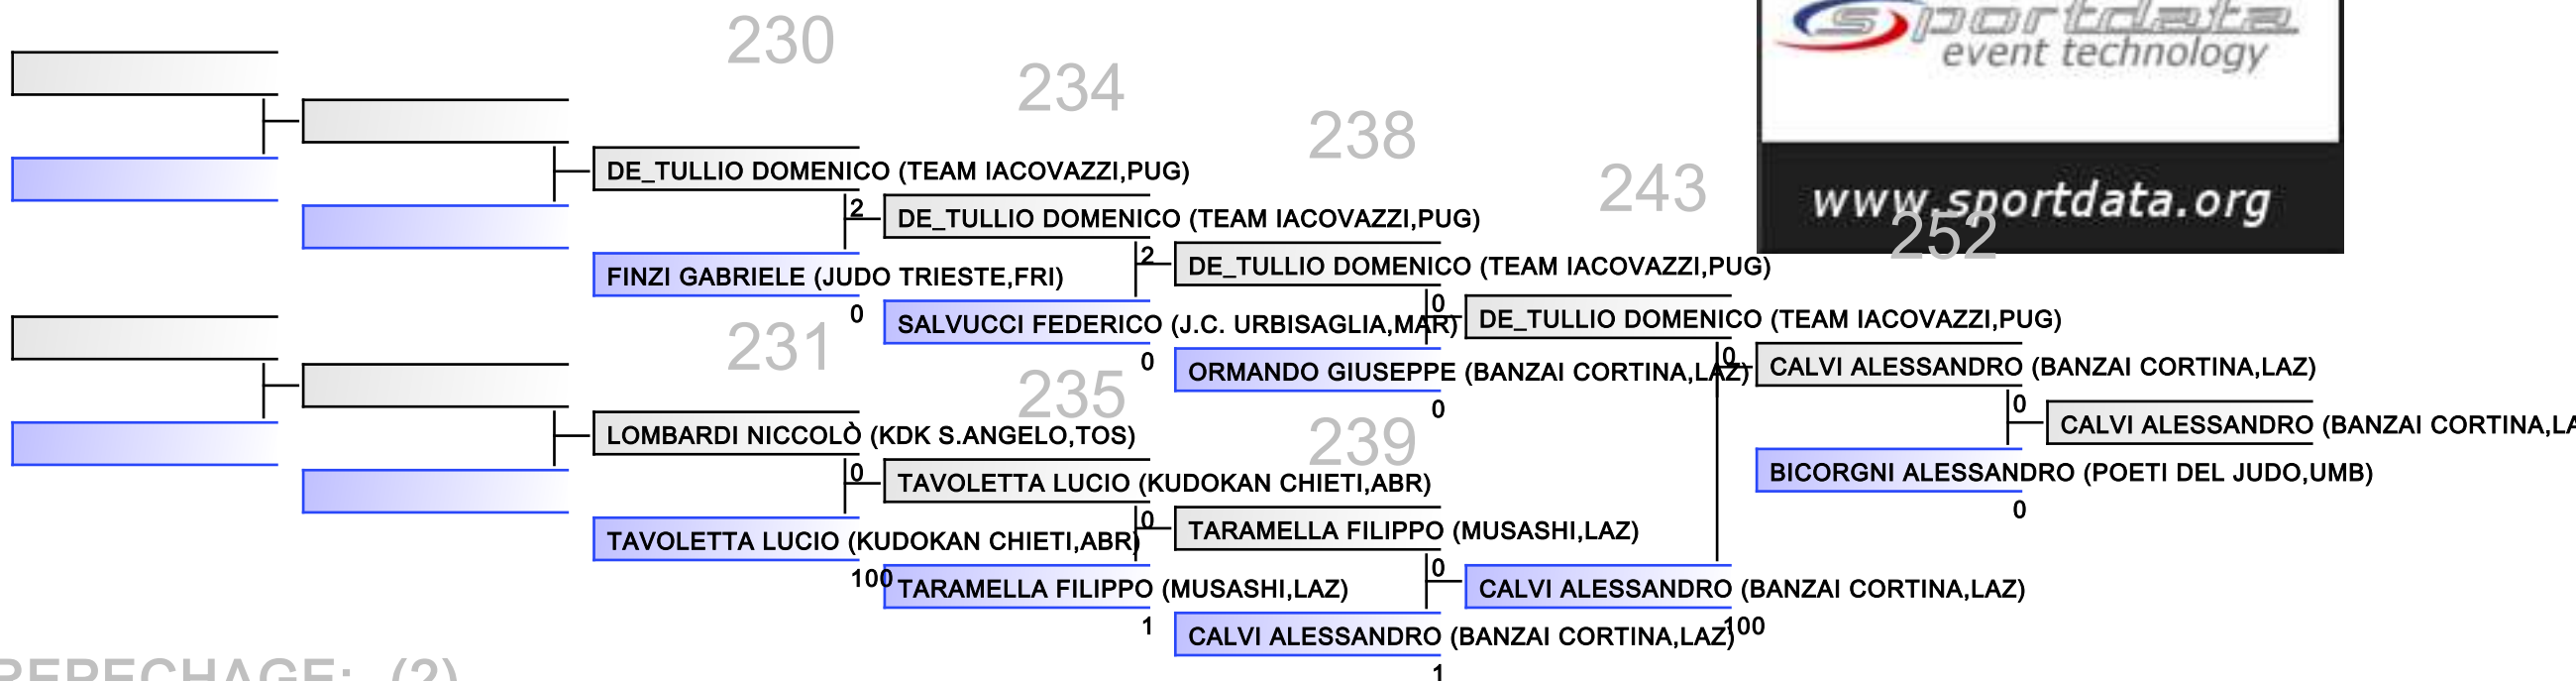 230
sportdata
event technology
234
238
DE_TULLIO DOMENICO (TEAM IACOVAZZI,PUG)
243
www.sportdata.org
2
DE_TULLIO DOMENICO (TEAM IACOVAZZI,PUG)
252
2
DE_TULLIO DOMENICO (TEAM IACOVAZZI,PUG)
FINZI GABRIELE (JUDO TRIESTE,FRI)
0
0
SALVUCCI FEDERICO (J.C. URBISAGLIA,MAR)
DE_TULLIO DOMENICO (TEAM IACOVAZZI,PUG)
231
0
ORMANDO GIUSEPPE (BANZAI CORTINA,LAZ)
0
CALVI ALESSANDRO (BANZAI CORTINA,LAZ)
235
0
0
LOMBARDI NICCOLÒ (KDK S.ANGELO,TOS)
239
CALVI ALESSANDRO (BANZAI CORTINA,LA
0
TAVOLETTA LUCIO (KUDOKAN CHIETI,ABR)
BICORGNI ALESSANDRO (POETI DEL JUDO,UMB)
0
0
TARAMELLA FILIPPO (MUSASHI,LAZ)
TAVOLETTA LUCIO (KUDOKAN CHIETI,ABR)
100
0
TARAMELLA FILIPPO (MUSASHI,LAZ)
CALVI ALESSANDRO (BANZAI CORTINA,LAZ)
1
CALVI ALESSANDRO (BANZAI CORTINA,LAZ)
100
1
REPECHAGE: (2)